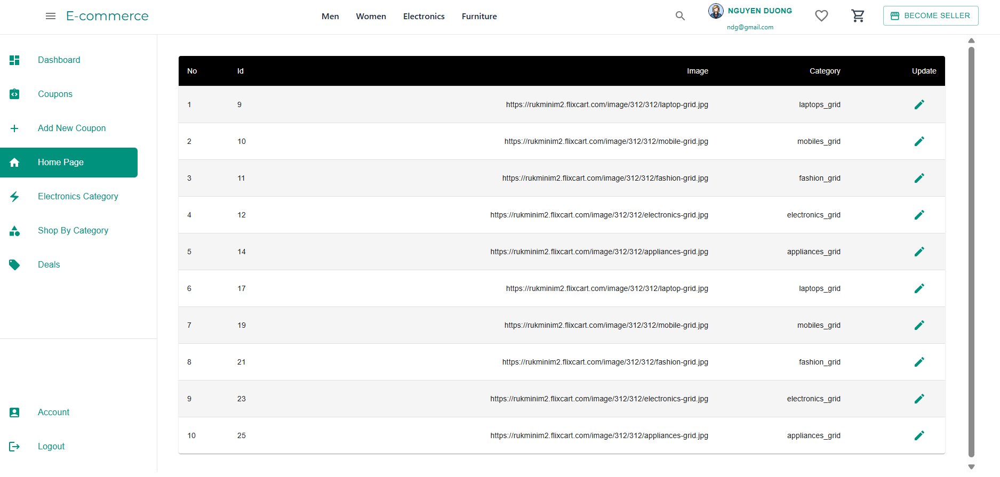 E-commerce
Men Women Electronics Furniture
NGUYEN DUONG
ndg@gmail.com
BECOME SELLER
Dashboard
Coupons
Add New Coupon
Home Page
Electronics Category
Shop By Category
Deals
Account
Logout
No Id Image Category Update
1 9 https://rukminim2.flixcart.com/image/312/312/laptop-grid.jpg laptops_grid
2 10 https://rukminim2.flixcart.com/image/312/312/mobile-grid.jpg mobiles_grid
3 11 https://rukminim2.flixcart.com/image/312/312/fashion-grid.jpg fashion_grid
4 12 https://rukminim2.flixcart.com/image/312/312/electronics-grid.jpg electronics_grid
5 14 https://rukminim2.flixcart.com/image/312/312/appliances-grid.jpg appliances_grid
6 17 https://rukminim2.flixcart.com/image/312/312/laptop-grid.jpg laptops_grid
7 19 https://rukminim2.flixcart.com/image/312/312/mobile-grid.jpg mobiles_grid
8 21 https://rukminim2.flixcart.com/image/312/312/fashion-grid.jpg fashion_grid
9 23 https://rukminim2.flixcart.com/image/312/312/electronics-grid.jpg electronics_grid
10 25 https://rukminim2.flixcart.com/image/312/312/appliances-grid.jpg appliances_grid